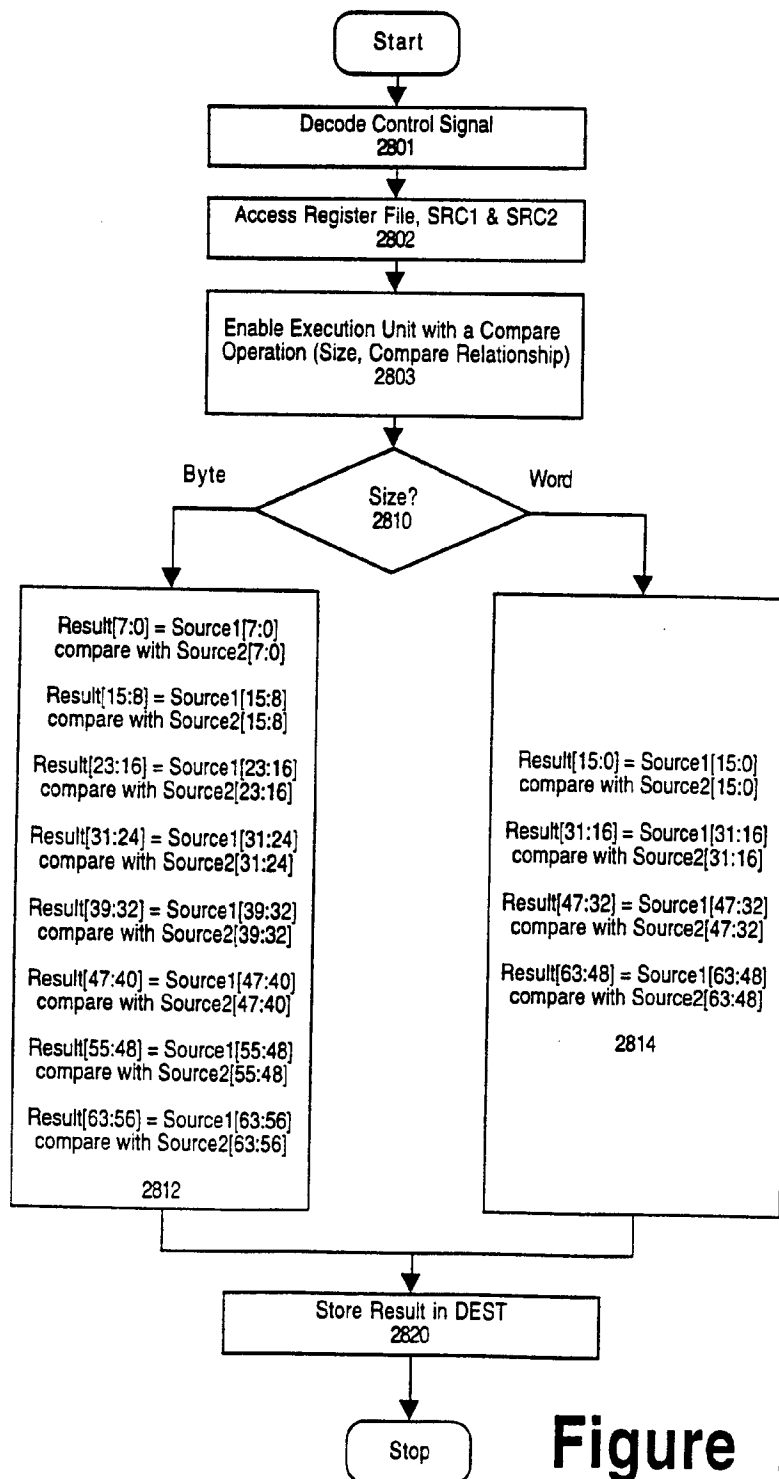 Start
Decode Control Signal
2801
Access Register File, SRC1 & SRC2
2802
Enable Execution Unit with a Compare
Operation (Size, Compare Relationship)
2803
Byte
Size?
2810
Word
Result[7:0] = Source1[7:0]
compare with Source2[7:0]
Result[15:8] = Source1[15:8]
compare with Source2[15:8]
Result[23:16] = Source1[23:16]
compare with Source2[23:16]
Result[31:24] = Source1[31:24]
compare with Source2[31:24]
Result[39:32] = Source1[39:32]
compare with Source2[39:32]
Result[47:40] = Source1[47:40]
compare with Source2[47:40]
Result[55:48] = Source1[55:48]
compare with Source2[55:48]
Result[63:56] = Source1[63:56]
compare with Source2[63:56]
2812
Result[15:0] = Source1[15:0]
compare with Source2[15:0]
Result[31:16] = Source1[31:16]
compare with Source2[31:16]
Result[47:32] = Source1[47:32]
compare with Source2[47:32]
Result[63:48] = Source1[63:48]
compare with Source2[63:48]
2814
Store Result in DEST
2820
Stop
Figure